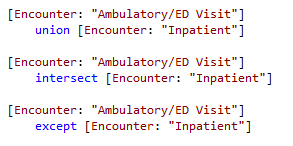 [Encounter: "Ambulatory/ED Visit"]
union [Encounter: "Inpatient"]
[Encounter: "Ambulatory/ED Visit"]
intersect [Encounter: "Inpatient"]
[Encounter: "Ambulatory/ED Visit"]
except [Encounter: "Inpatient"]